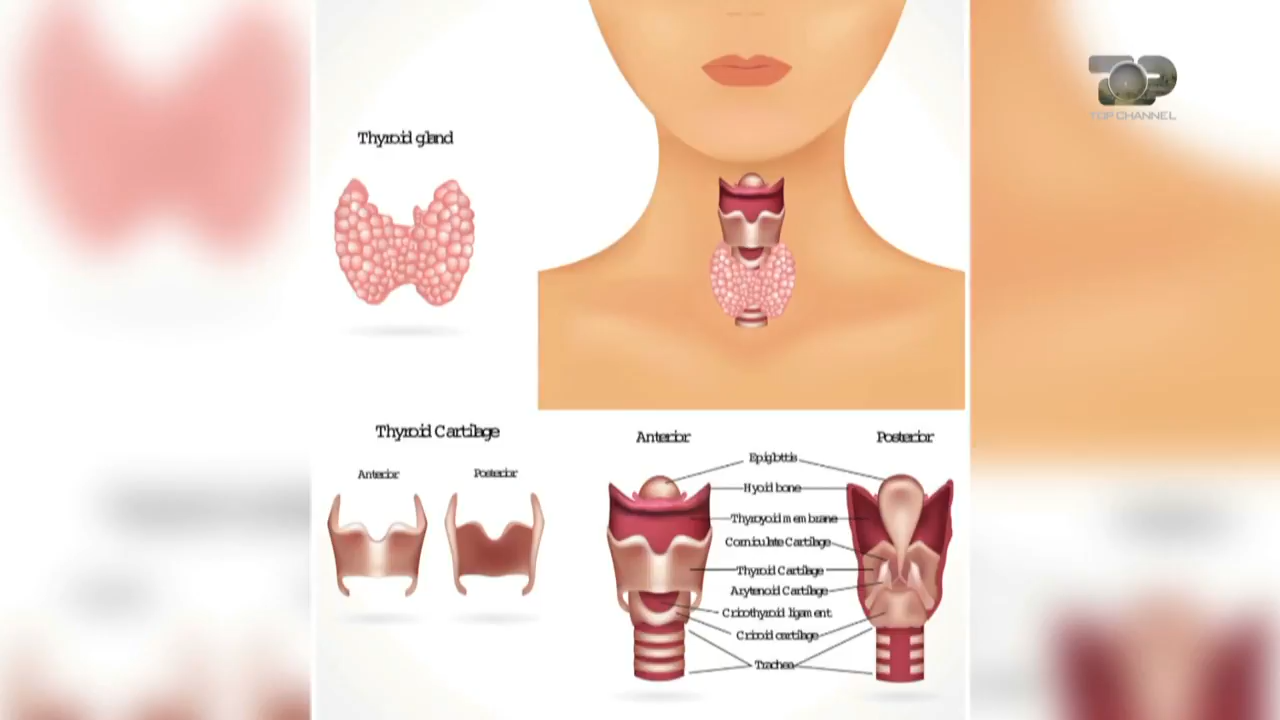 TOP CHANNEL
Thyroid gland
Thyroid Cartilage
Anterior
Posterior
Anterior
Posterior
Epiglottis
Hyoid bone
Thyroyoid membrane
Corniculate Cartilage
Thyroid Cartilage
Arytenoid Cartilage
Cricothyroid ligament
Cricoid cartilage
Trachea